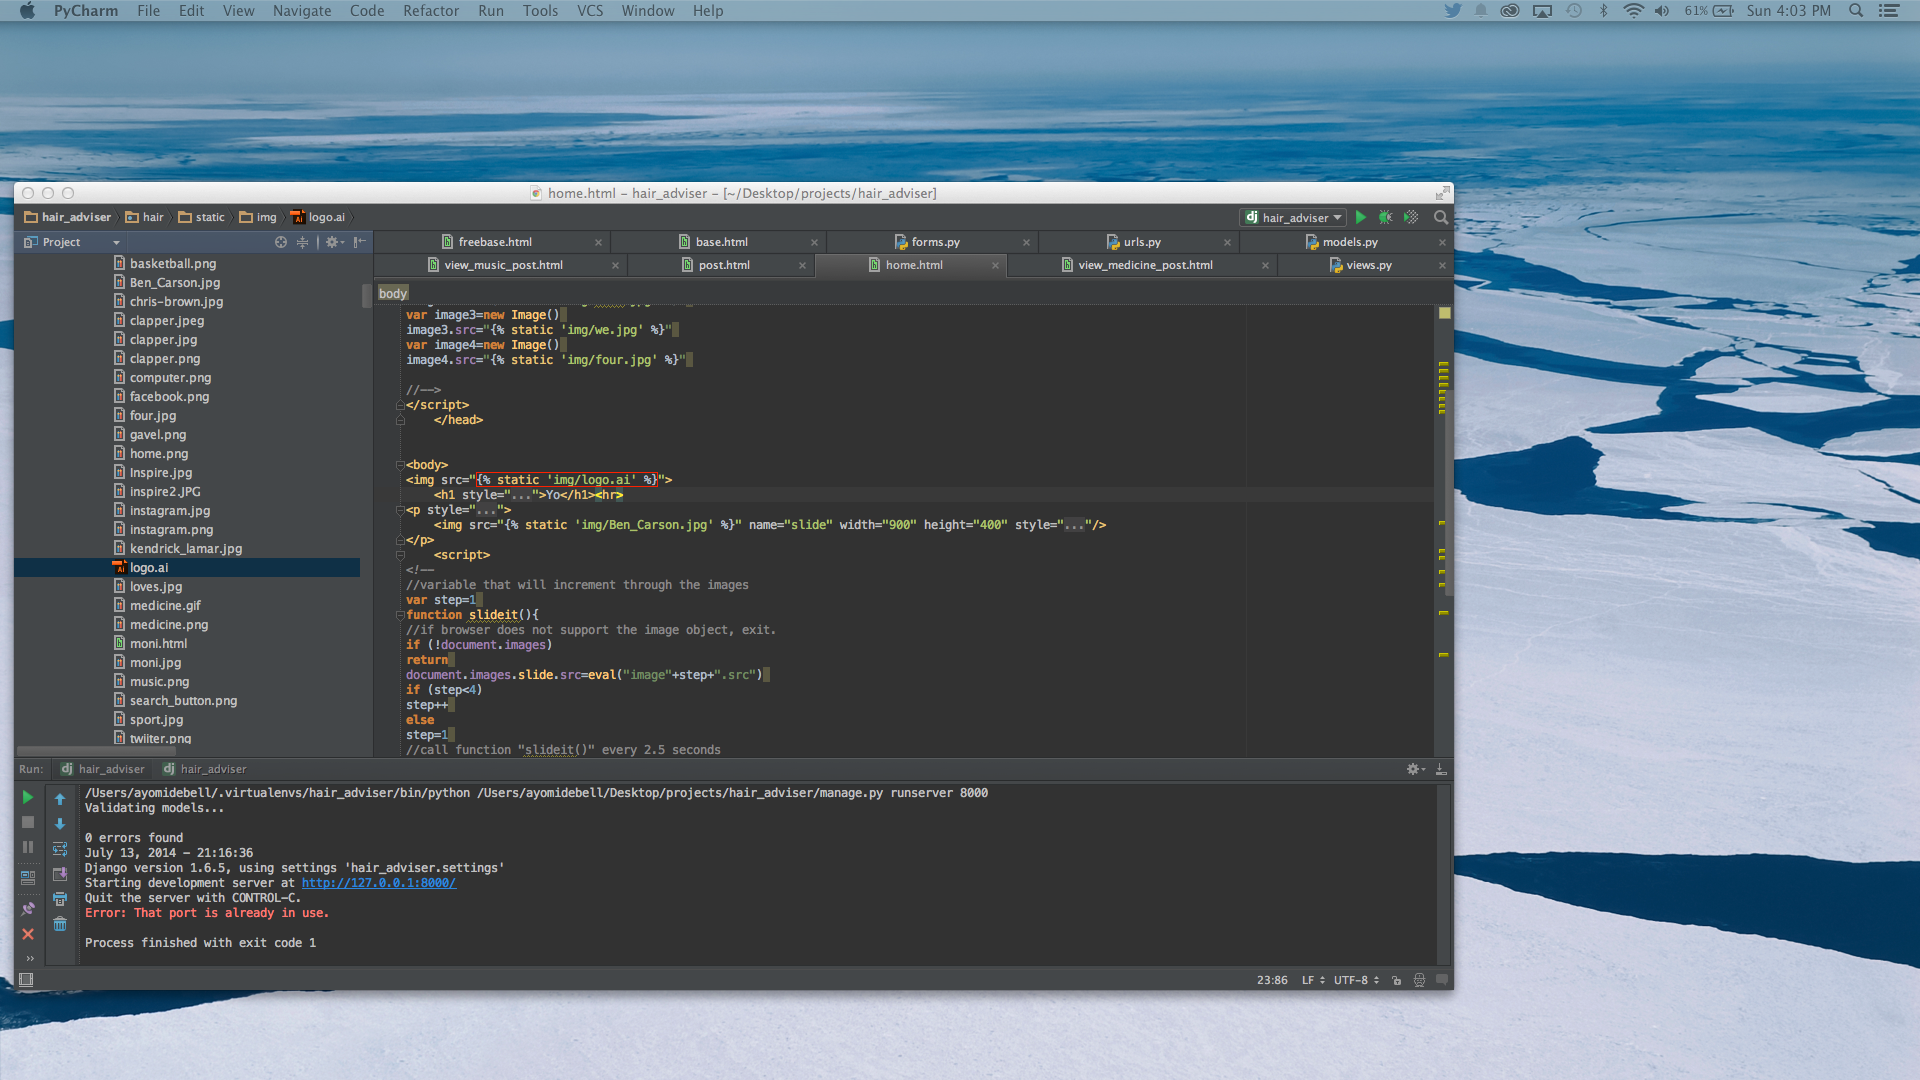 PyCharm File Edit View Navigate Code Refactor Run Tools VCS Window Help 61% Sun 4:03 PM
home.html – hair_adviser – [~/Desktop/projects/hair_adviser]
hair_adviser hair static img logo.ai dj hair_adviser
Project
freebase.html base.html forms.py urls.py models.py
view_music_post.html post.html home.html view_medicine_post.html views.py
body
basketball.png
Ben_Carson.jpg
chris-brown.jpg
clapper.jpeg
clapper.jpg
clapper.png
computer.png
facebook.png
four.jpg
gavel.png
home.png
Inspire.jpg
inspire2.JPG
instagram.jpg
instagram.png
kendrick_lamar.jpg
logo.ai
loves.jpg
medicine.gif
medicine.png
moni.html
moni.jpg
music.png
search_button.png
sport.jpg
twiiter.png
var image3=new Image()
image3.src="{% static 'img/we.jpg' %}"
var image4=new Image()
image4.src="{% static 'img/four.jpg' %}"
//-->
</script>
</head>
<body>
<img src="{% static 'img/logo.ai' %}">
<h1 style="...">Yo</h1><hr>
<p style="...">
<img src="{% static 'img/Ben_Carson.jpg' %}" name="slide" width="900" height="400" style="..."/>
</p>
<script>
<!--
//variable that will increment through the images
var step=1
function slideit(){
//if browser does not support the image object, exit.
if (!document.images)
return
document.images.slide.src=eval("image"+step+".src")
if (step<4)
step++
else
step=1
//call function "slideit()" every 2.5 seconds
Run: dj hair_adviser dj hair_adviser
/Users/ayomidebell/.virtualenvs/hair_adviser/bin/python /Users/ayomidebell/Desktop/projects/hair_adviser/manage.py runserver 8000
Validating models...
0 errors found
July 13, 2014 - 21:16:36
Django version 1.6.5, using settings 'hair_adviser.settings'
Starting development server at http://127.0.0.1:8000/
Quit the server with CONTROL-C.
Error: That port is already in use.
Process finished with exit code 1
23:86 LF UTF-8